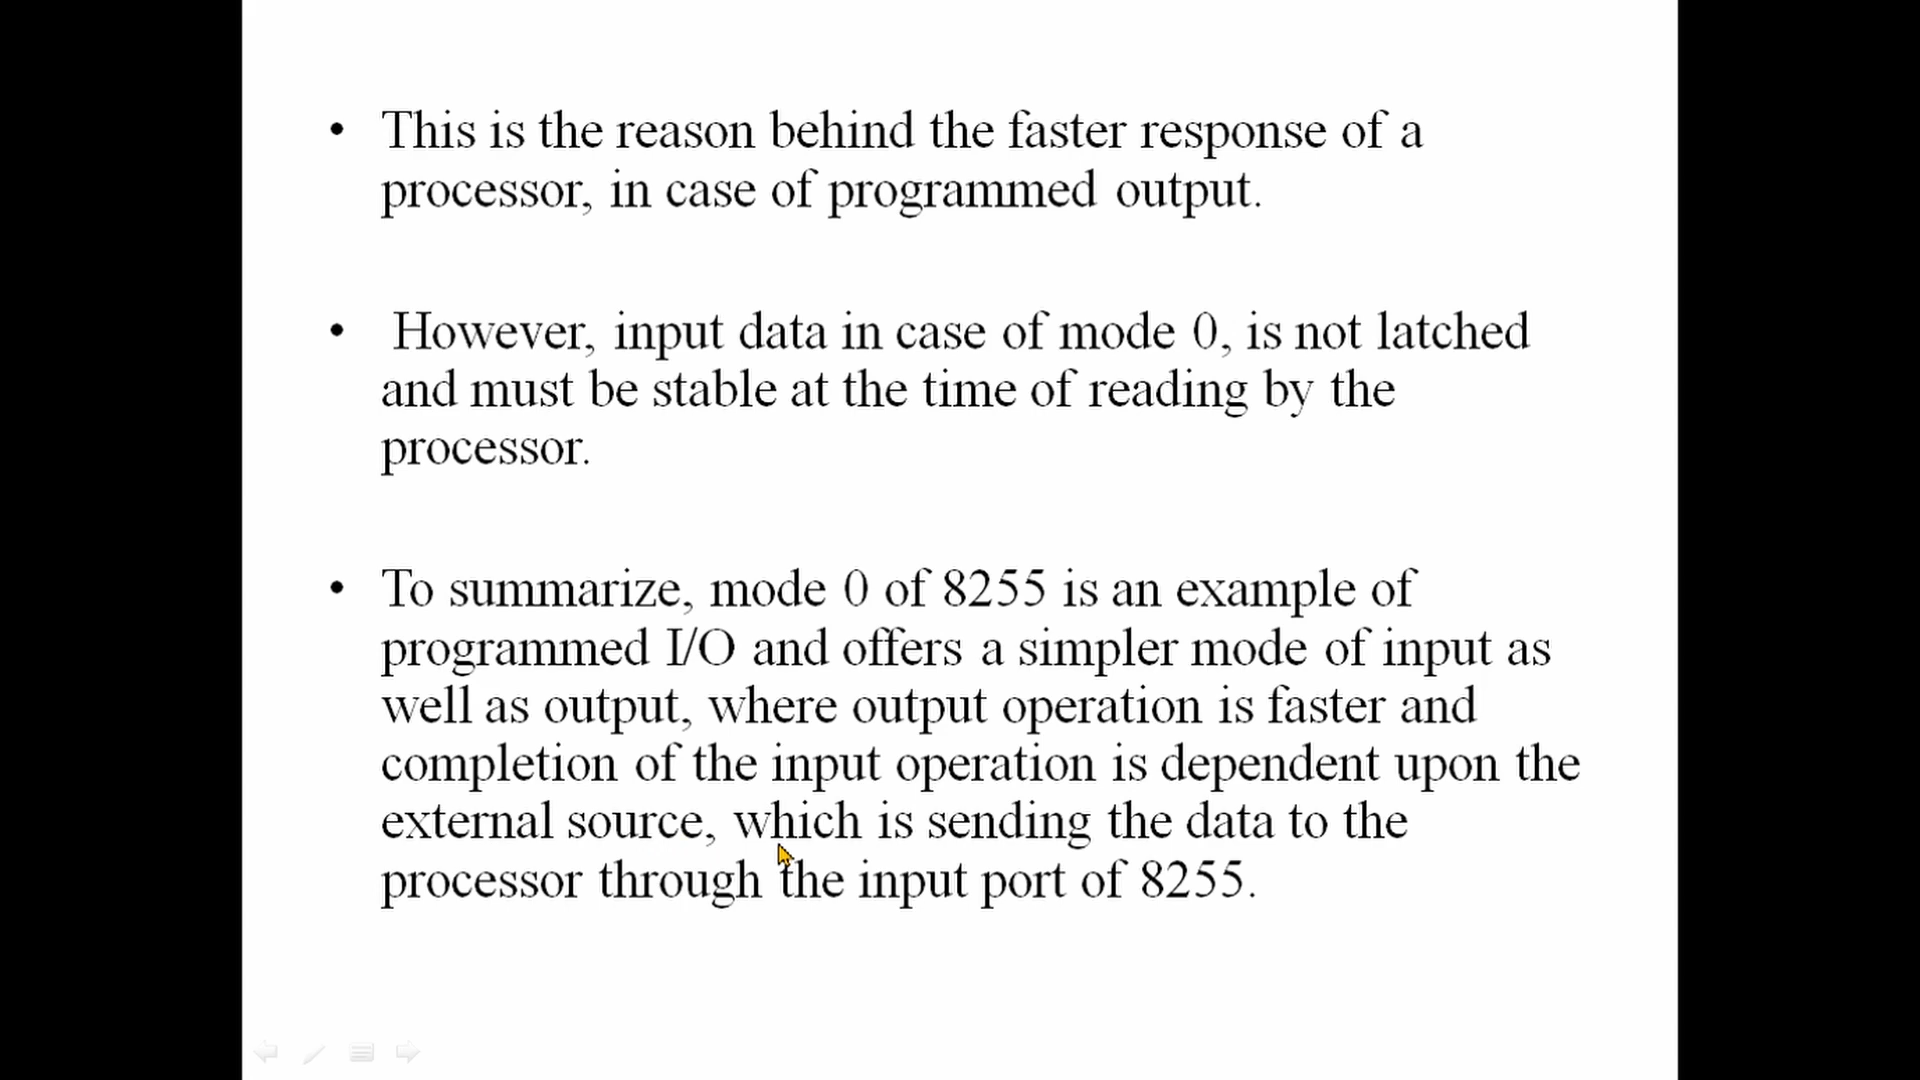 • This is the reason behind the faster response of a
processor, in case of programmed output.
• However, input data in case of mode 0, is not latched
and must be stable at the time of reading by the
processor.
• To summarize, mode 0 of 8255 is an example of
programmed I/O and offers a simpler mode of input as
well as output, where output operation is faster and
completion of the input operation is dependent upon the
external source, which is sending the data to the
processor through the input port of 8255.